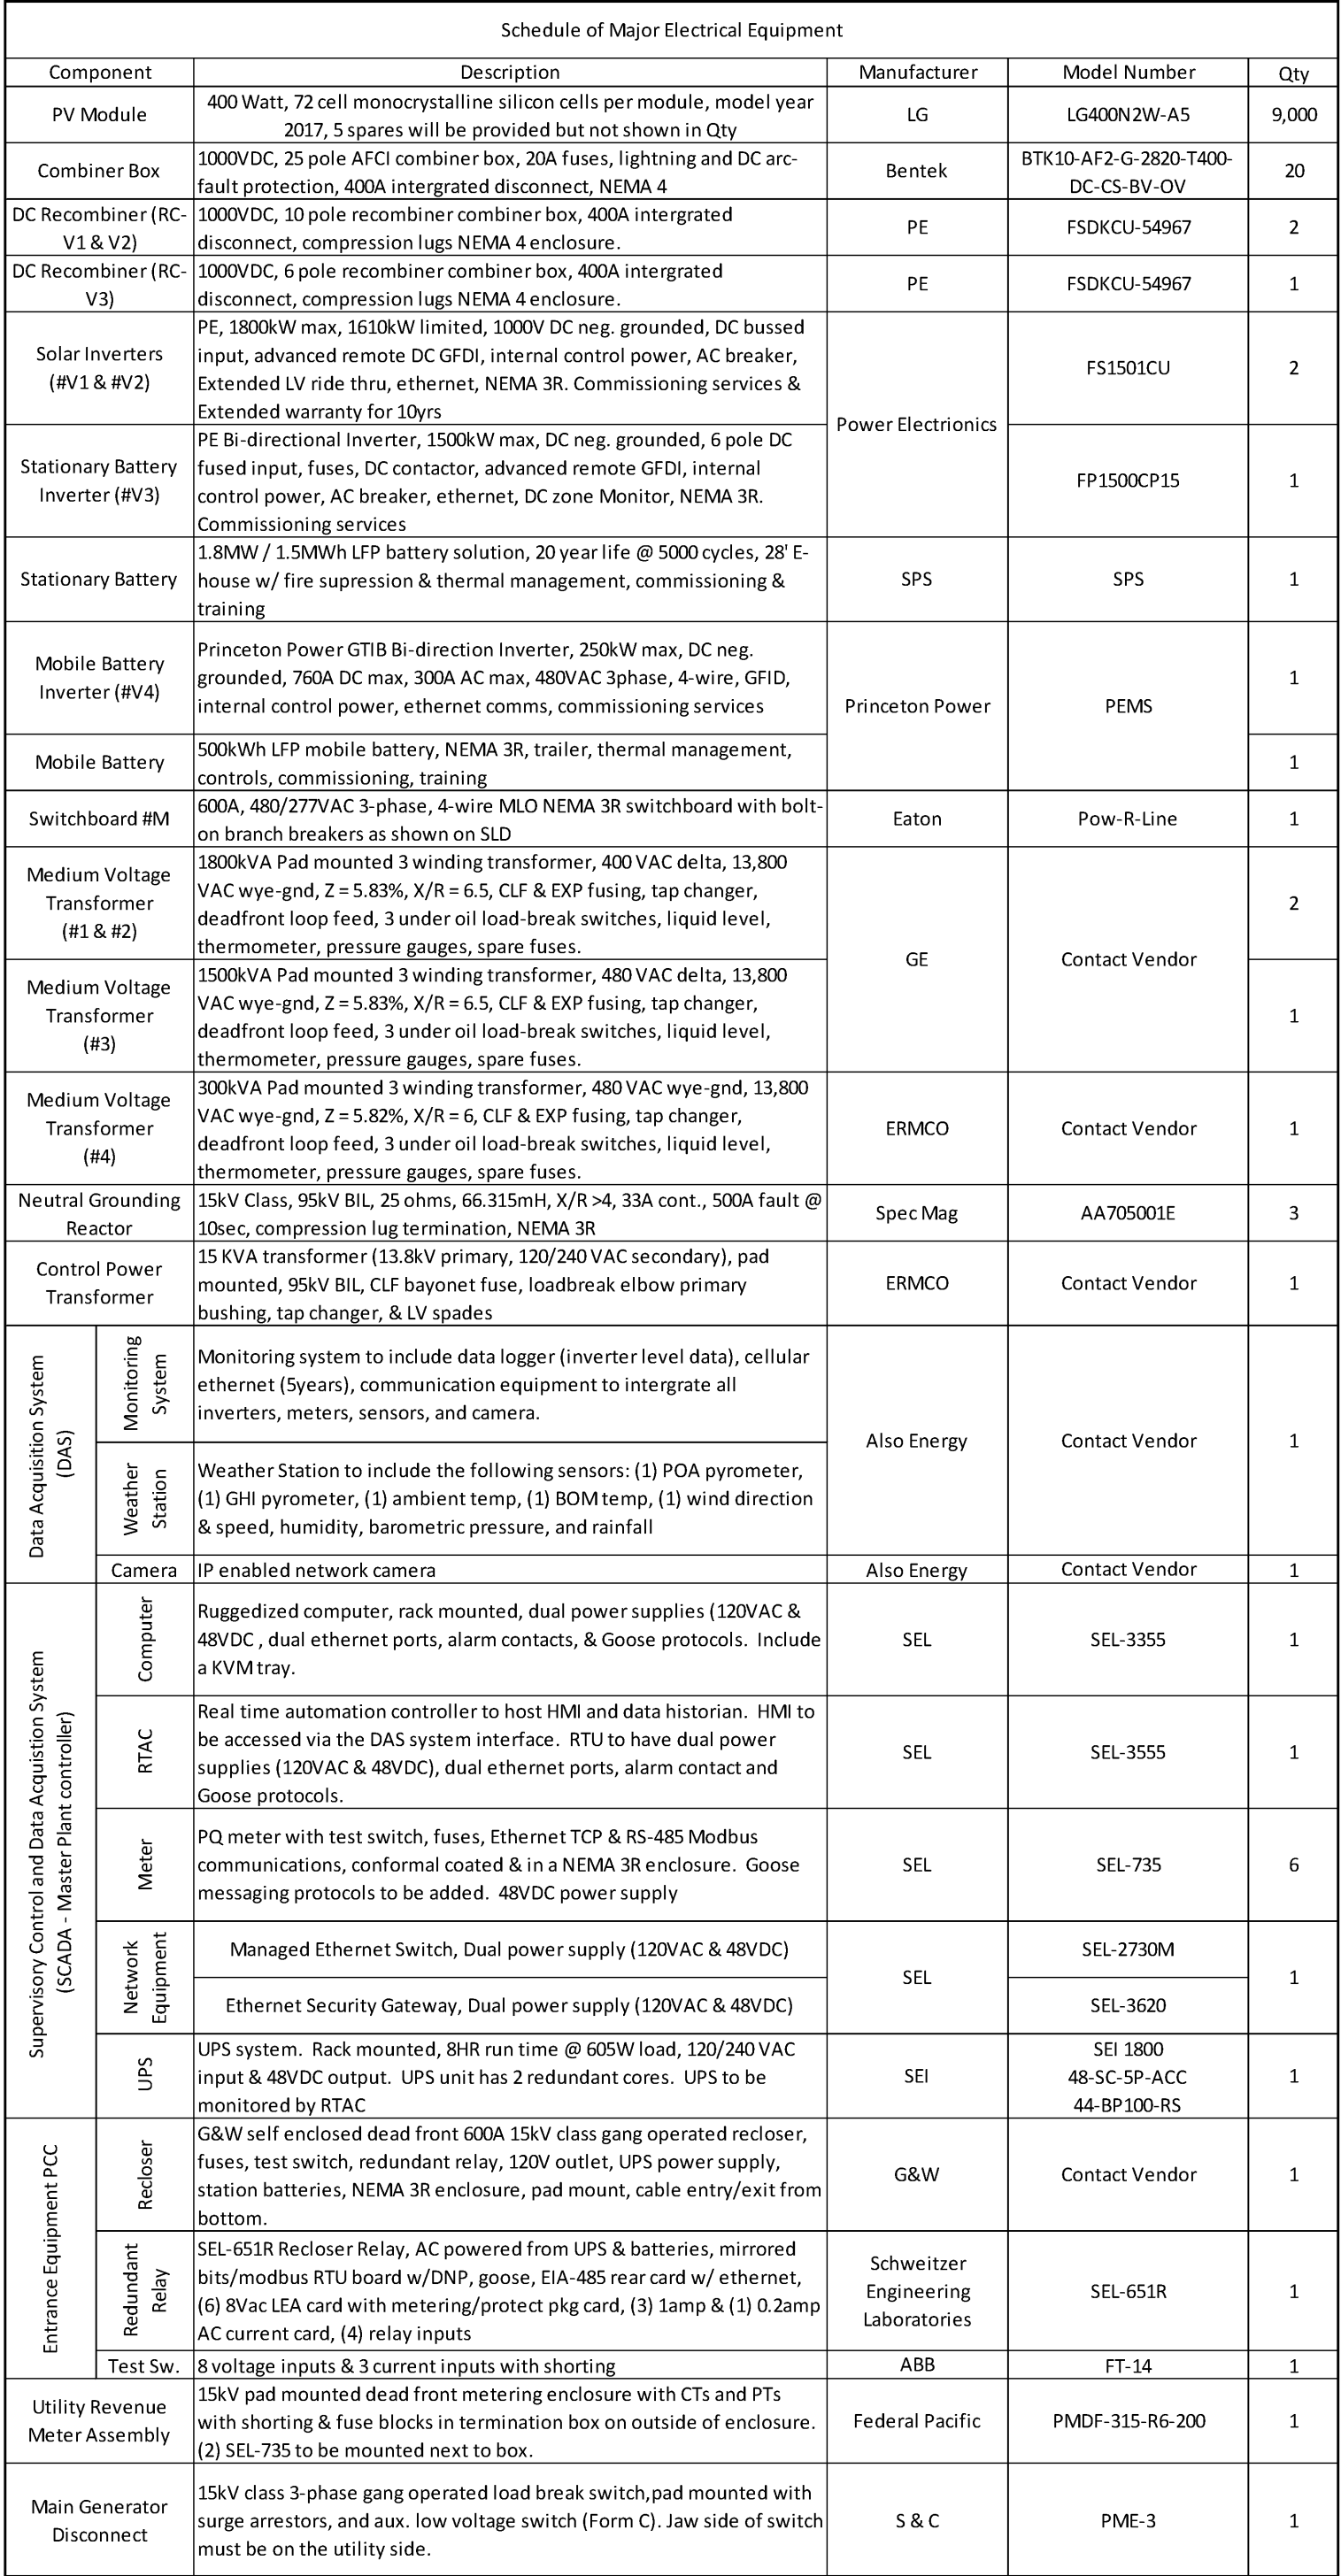 Schedule of Major Electrical Equipment
Component
Description
Manufacturer
Model Number
Qty
PV Module
400 Watt, 72 cell monocrystalline silicon cells per module, model year
2017, 5 spares will be provided but not shown in Qty
LG
LG400N2W-A5
9,000
Combiner Box
1000VDC, 25 pole AFCI combiner box, 20A fuses, lightning and DC arc-
fault protection, 400A intergrated disconnect, NEMA 4
Bentek
BTK10-AF2-G-2820-T400-
DC-CS-BV-OV
20
DC Recombiner (RC-
V1 & V2)
1000VDC, 10 pole recombiner combiner box, 400A intergrated
disconnect, compression lugs NEMA 4 enclosure.
PE
FSDKCU-54967
2
DC Recombiner (RC-
V3)
1000VDC, 6 pole recombiner combiner box, 400A intergrated
disconnect, compression lugs NEMA 4 enclosure.
PE
FSDKCU-54967
1
Solar Inverters
(#V1 & #V2)
PE, 1800kW max, 1610kW limited, 1000V DC neg. grounded, DC bussed
input, advanced remote DC GFDI, internal control power, AC breaker,
Extended LV ride thru, ethernet, NEMA 3R. Commissioning services &
Extended warranty for 10yrs
Power Electrionics
FS1501CU
2
Stationary Battery
Inverter (#V3)
PE Bi-directional Inverter, 1500kW max, DC neg. grounded, 6 pole DC
fused input, fuses, DC contactor, advanced remote GFDI, internal
control power, AC breaker, ethernet, DC zone Monitor, NEMA 3R.
Commissioning services
FP1500CP15
1
Stationary Battery
1.8MW / 1.5MWh LFP battery solution, 20 year life @ 5000 cycles, 28' E-
house w/ fire supression & thermal management, commissioning &
training
SPS
SPS
1
Mobile Battery
Inverter (#V4)
Princeton Power GTIB Bi-direction Inverter, 250kW max, DC neg.
grounded, 760A DC max, 300A AC max, 480VAC 3phase, 4-wire, GFID,
internal control power, ethernet comms, commissioning services
Princeton Power
PEMS
1
Mobile Battery
500kWh LFP mobile battery, NEMA 3R, trailer, thermal management,
controls, commissioning, training
1
Switchboard #M
600A, 480/277VAC 3-phase, 4-wire MLO NEMA 3R switchboard with bolt-
on branch breakers as shown on SLD
Eaton
Pow-R-Line
1
Medium Voltage
Transformer
(#1 & #2)
1800kVA Pad mounted 3 winding transformer, 400 VAC delta, 13,800
VAC wye-gnd, Z = 5.83%, X/R = 6.5, CLF & EXP fusing, tap changer,
deadfront loop feed, 3 under oil load-break switches, liquid level,
thermometer, pressure gauges, spare fuses.
GE
Contact Vendor
2
Medium Voltage
Transformer
(#3)
1500kVA Pad mounted 3 winding transformer, 480 VAC delta, 13,800
VAC wye-gnd, Z = 5.83%, X/R = 6.5, CLF & EXP fusing, tap changer,
deadfront loop feed, 3 under oil load-break switches, liquid level,
thermometer, pressure gauges, spare fuses.
1
Medium Voltage
Transformer
(#4)
300kVA Pad mounted 3 winding transformer, 480 VAC wye-gnd, 13,800
VAC wye-gnd, Z = 5.82%, X/R = 6, CLF & EXP fusing, tap changer,
deadfront loop feed, 3 under oil load-break switches, liquid level,
thermometer, pressure gauges, spare fuses.
ERMCO
Contact Vendor
1
Neutral Grounding
Reactor
15kV Class, 95kV BIL, 25 ohms, 66.315mH, X/R >4, 33A cont., 500A fault @
10sec, compression lug termination, NEMA 3R
Spec Mag
AA705001E
3
Control Power
Transformer
15 KVA transformer (13.8kV primary, 120/240 VAC secondary), pad
mounted, 95kV BIL, CLF bayonet fuse, loadbreak elbow primary
bushing, tap changer, & LV spades
ERMCO
Contact Vendor
1
Data Acquisition System
(DAS)
Monitoring
System
Monitoring system to include data logger (inverter level data), cellular
ethernet (5years), communication equipment to intergrate all
inverters, meters, sensors, and camera.
Also Energy
Contact Vendor
1
Weather
Station
Weather Station to include the following sensors: (1) POA pyrometer,
(1) GHI pyrometer, (1) ambient temp, (1) BOM temp, (1) wind direction
& speed, humidity, barometric pressure, and rainfall
Camera
IP enabled network camera
Also Energy
Contact Vendor
1
Supervisory Control and Data Acquistion System
(SCADA - Master Plant controller)
Computer
Ruggedized computer, rack mounted, dual power supplies (120VAC &
48VDC , dual ethernet ports, alarm contacts, & Goose protocols.  Include
a KVM tray.
SEL
SEL-3355
1
RTAC
Real time automation controller to host HMI and data historian.  HMI to
be accessed via the DAS system interface.  RTU to have dual power
supplies (120VAC & 48VDC), dual ethernet ports, alarm contact and
Goose protocols.
SEL
SEL-3555
1
Meter
PQ meter with test switch, fuses, Ethernet TCP & RS-485 Modbus
communications, conformal coated & in a NEMA 3R enclosure.  Goose
messaging protocols to be added.  48VDC power supply
SEL
SEL-735
6
Network
Equipment
Managed Ethernet Switch, Dual power supply (120VAC & 48VDC)
SEL
SEL-2730M
1
Ethernet Security Gateway, Dual power supply (120VAC & 48VDC)
SEL-3620
UPS
UPS system.  Rack mounted, 8HR run time @ 605W load, 120/240 VAC
input & 48VDC output.  UPS unit has 2 redundant cores.  UPS to be
monitored by RTAC
SEI
SEI 1800
48-SC-5P-ACC
44-BP100-RS
1
Entrance Equipment PCC
Recloser
G&W self enclosed dead front 600A 15kV class gang operated recloser,
fuses, test switch, redundant relay, 120V outlet, UPS power supply,
station batteries, NEMA 3R enclosure, pad mount, cable entry/exit from
bottom.
G&W
Contact Vendor
1
Redundant
Relay
SEL-651R Recloser Relay, AC powered from UPS & batteries, mirrored
bits/modbus RTU board w/DNP, goose, EIA-485 rear card w/ ethernet,
(6) 8Vac LEA card with metering/protect pkg card, (3) 1amp & (1) 0.2amp
AC current card, (4) relay inputs
Schweitzer
Engineering
Laboratories
SEL-651R
1
Test Sw.
8 voltage inputs & 3 current inputs with shorting
ABB
FT-14
1
Utility Revenue
Meter Assembly
15kV pad mounted dead front metering enclosure with CTs and PTs
with shorting & fuse blocks in termination box on outside of enclosure.
(2) SEL-735 to be mounted next to box.
Federal Pacific
PMDF-315-R6-200
1
Main Generator
Disconnect
15kV class 3-phase gang operated load break switch,pad mounted with
surge arrestors, and aux. low voltage switch (Form C). Jaw side of switch
must be on the utility side.
S & C
PME-3
1